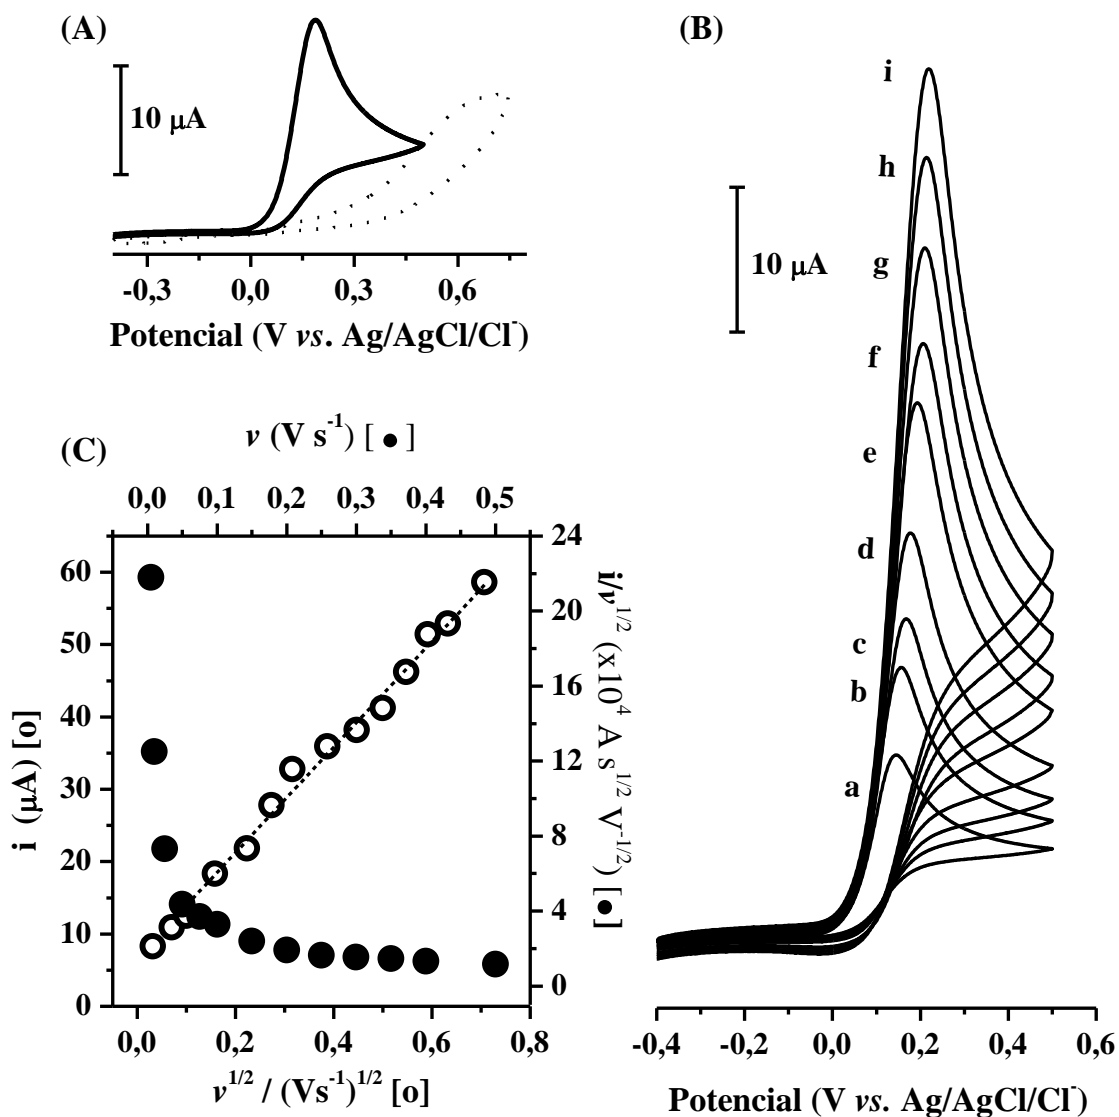 (A)
10 μA
-0,3 0,0 0,3 0,6
Potencial (V vs. Ag/AgCl/Cl⁻)
(B)
10 μA
i
h
g
f
e
d
c
b
a
-0,4 -0,2 0,0 0,2 0,4 0,6
Potencial (V vs. Ag/AgCl/Cl⁻)
(C)
ν (V s⁻¹) [ ● ]
0,0 0,1 0,2 0,3 0,4 0,5
60
50
40
30
20
10
0
i (μA) [o]
24
20
16
12
8
4
0
i/ν^1/2 (x10⁴ A s^1/2 V^-1/2) [●]
0,0 0,2 0,4 0,6 0,8
ν^1/2 / (Vs⁻¹)^1/2 [o]